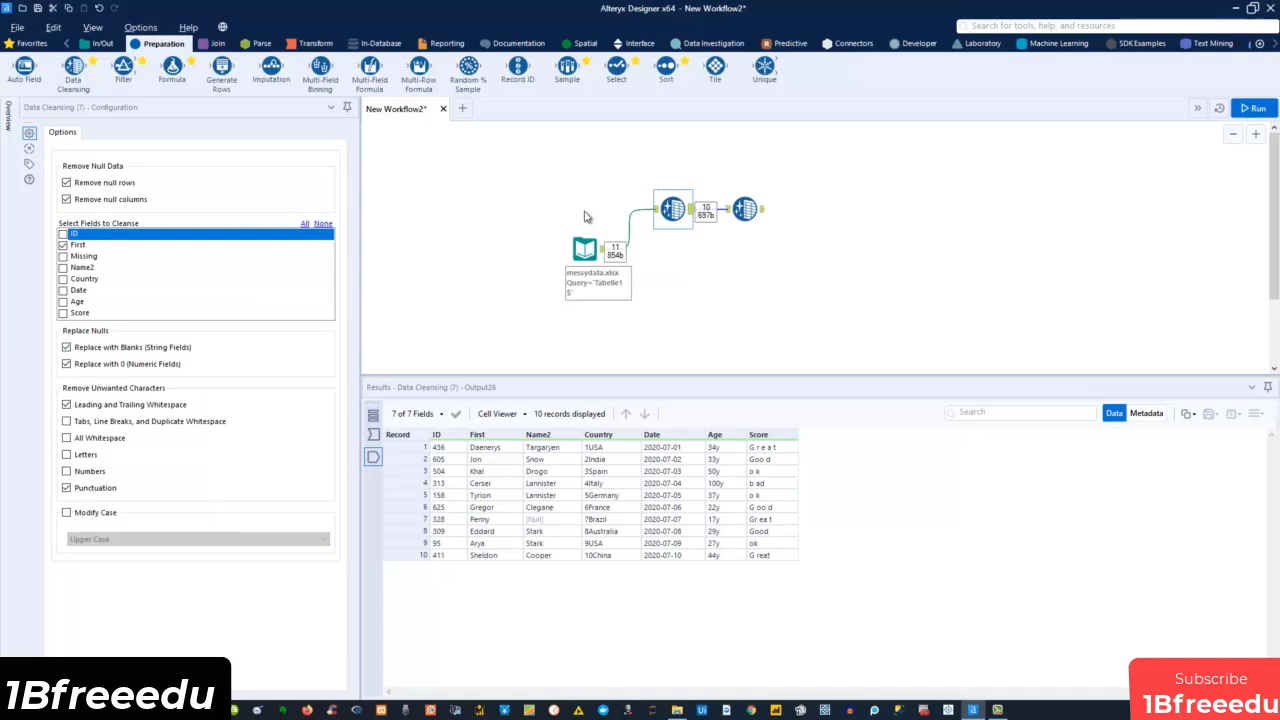 Alteryx Designer x64 - New Workflow2*
File Edit View Options Help
Search for tools, help, and resources
Favorites In/Out Preparation Join Parse Transform In-Database Reporting Documentation Spatial Interface Data Investigation Predictive Connectors Developer Laboratory Machine Learning SDK Examples Text Mining
Auto Field Data Cleansing Filter Formula Generate Rows Imputation Multi-Field Binning Multi-Field Formula Multi-Row Formula Random % Sample Record ID Sample Select Sort Tile Unique
Overview
Data Cleansing (7) - Configuration
Options
Remove Null Data
Remove null rows
Remove null columns
Select Fields to Cleanse All None
ID
First
Missing
Name2
Country
Date
Age
Score
Replace Nulls
Replace with Blanks (String Fields)
Replace with 0 (Numeric Fields)
Remove Unwanted Characters
Leading and Trailing Whitespace
Tabs, Line Breaks, and Duplicate Whitespace
All Whitespace
Letters
Numbers
Punctuation
Modify Case
Upper Case
New Workflow2*
Run
10
697b
11
854b
messydata.xlsx
Query=`Tabelle1
$`
Results - Data Cleansing (7) - Output26
7 of 7 Fields Cell Viewer 10 records displayed Search Data Metadata
Record ID First Name2 Country Date Age Score
1 436 Daenerys Targaryen 1USA 2020-07-01 34y G r e a t
2 605 Jon Snow 2India 2020-07-02 33y Goo d
3 504 Khal Drogo 3Spain 2020-07-03 50y o k
4 313 Cersei Lannister 4Italy 2020-07-04 100y b ad
5 158 Tyrion Lannister 5Germany 2020-07-05 37y o k
6 625 Gregor Clegane 6France 2020-07-06 22y G oo d
7 328 Penny [Null] 7Brazil 2020-07-07 17y Gr ea t
8 309 Eddard Stark 8Australia 2020-07-08 29y Good
9 95 Arya Stark 9USA 2020-07-09 27y ok
10 411 Sheldon Cooper 10China 2020-07-10 44y G reat
1Bfreeedu
Subscribe
1Bfreeedu